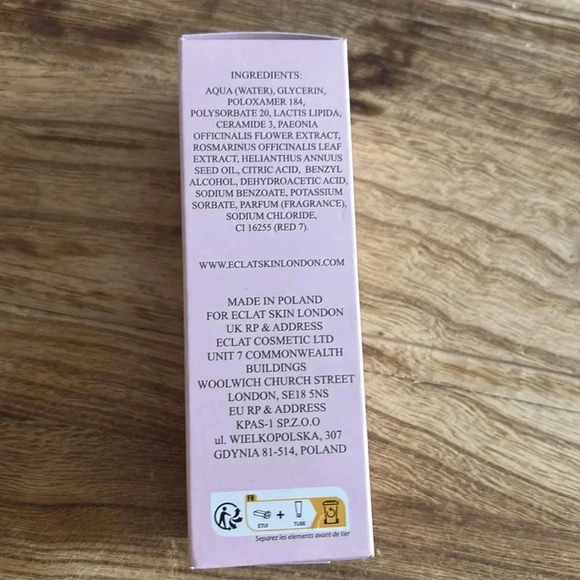 INGREDIENTS:
AQUA (WATER), GLYCERIN,
POLOXAMER 184,
POLYSORBATE 20, LACTIS LIPIDA,
CERAMIDE 3, PAEONIA
OFFICINALIS FLOWER EXTRACT,
ROSMARINUS OFFICINALIS LEAF
EXTRACT, HELIANTHUS ANNUUS
SEED OIL, CITRIC ACID, BENZYL
ALCOHOL, DEHYDROACETIC ACID,
SODIUM BENZOATE, POTASSIUM
SORBATE, PARFUM (FRAGRANCE),
SODIUM CHLORIDE,
CI 16255 (RED 7).
WWW.ECLATSKINLONDON.COM
MADE IN POLAND
FOR ECLAT SKIN LONDON
UK RP & ADDRESS
ECLAT COSMETIC LTD
UNIT 7 COMMONWEALTH
BUILDINGS
WOOLWICH CHURCH STREET
LONDON, SE18 5NS
EU RP & ADDRESS
KPAS-1 SP.Z.O.O
ul. WIELKOPOLSKA, 307
GDYNIA 81-514, POLAND
FR
+
ETUI TUBE
Separez les elements avant de tier